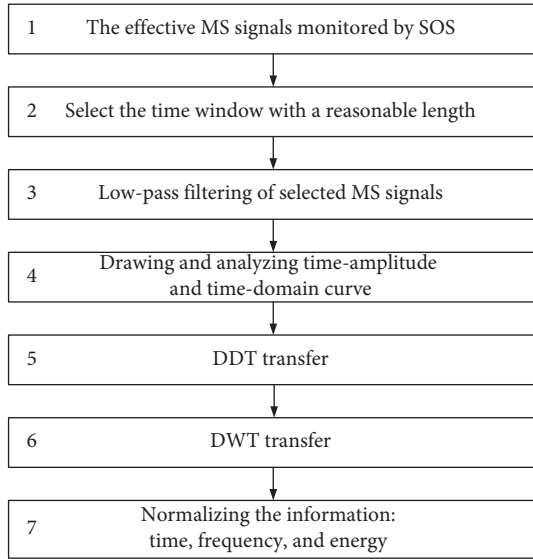 1 The effective MS signals monitored by SOS
2 Select the time window with a reasonable length
3 Low-pass filtering of selected MS signals
4 Drawing and analyzing time-amplitude
and time-domain curve
5 DDT transfer
6 DWT transfer
7 Normalizing the information:
time, frequency, and energy